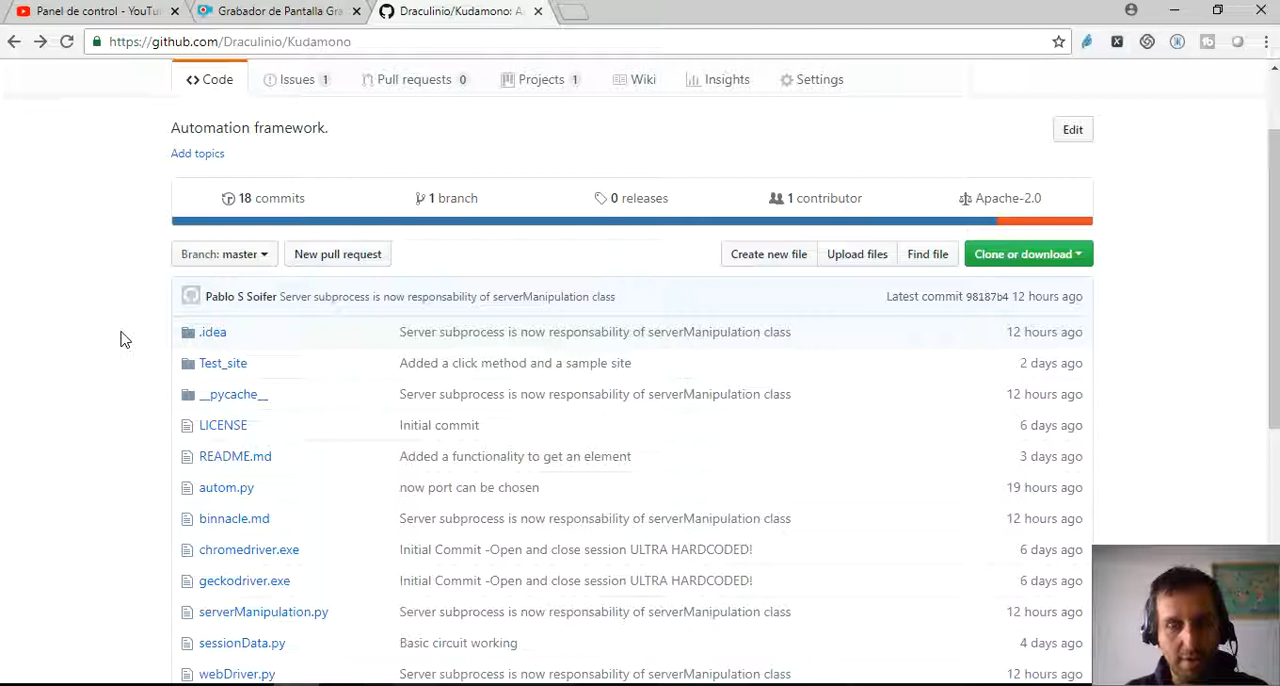 Panel de control - YouTu
Grabador de Pantalla Gra
Draculinio/Kudamono: A
https://github.com/Draculinio/Kudamono
Code Issues 1 Pull requests 0 Projects 1 Wiki Insights Settings
Automation framework. Edit
Add topics
18 commits 1 branch 0 releases 1 contributor Apache-2.0
Branch: master New pull request Create new file Upload files Find file Clone or download
Pablo S Soifer Server subprocess is now responsability of serverManipulation class Latest commit 98187b4 12 hours ago
.idea Server subprocess is now responsability of serverManipulation class 12 hours ago
Test_site Added a click method and a sample site 2 days ago
__pycache__ Server subprocess is now responsability of serverManipulation class 12 hours ago
LICENSE Initial commit 6 days ago
README.md Added a functionality to get an element 3 days ago
autom.py now port can be chosen 19 hours ago
binnacle.md Server subprocess is now responsability of serverManipulation class 12 hours ago
chromedriver.exe Initial Commit -Open and close session ULTRA HARDCODED! 6 days ago
geckodriver.exe Initial Commit -Open and close session ULTRA HARDCODED! 6 days ago
serverManipulation.py Server subprocess is now responsability of serverManipulation class 12 hours ago
sessionData.py Basic circuit working 4 days ago
webDriver.py Server subprocess is now responsability of serverManipulation class 12 hours ago